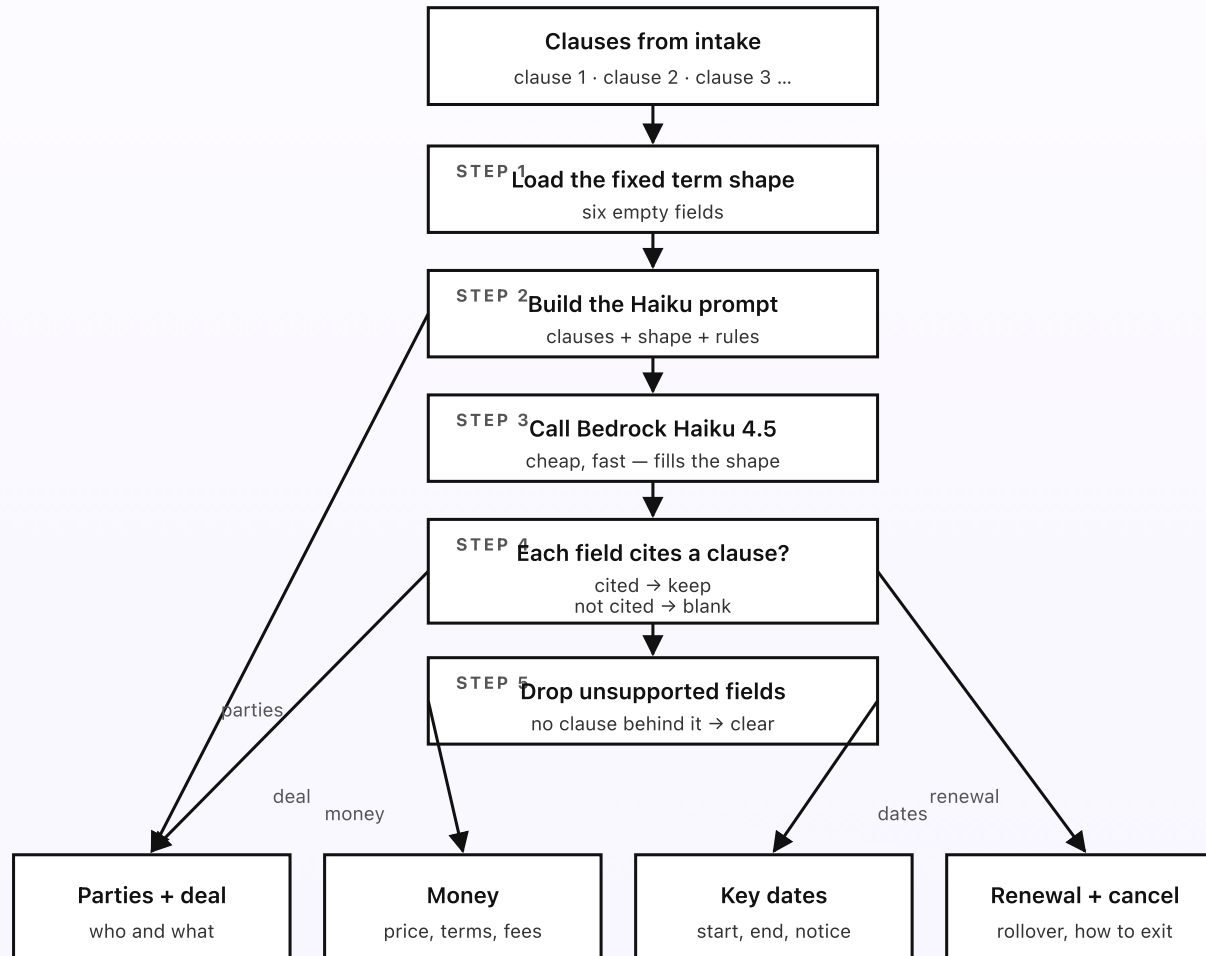 Clauses from intake
clause 1 · clause 2 · clause 3 ...
STEP 1
Load the fixed term shape
six empty fields
STEP 2
Build the Haiku prompt
clauses + shape + rules
STEP 3
Call Bedrock Haiku 4.5
cheap, fast — fills the shape
STEP 4
Each field cites a clause?
cited → keep
not cited → blank
STEP 5
Drop unsupported fields
no clause behind it → clear
parties
deal
money
renewal
dates
Parties + deal
who and what
Money
price, terms, fees
Key dates
start, end, notice
Renewal + cancel
rollover, how to exit